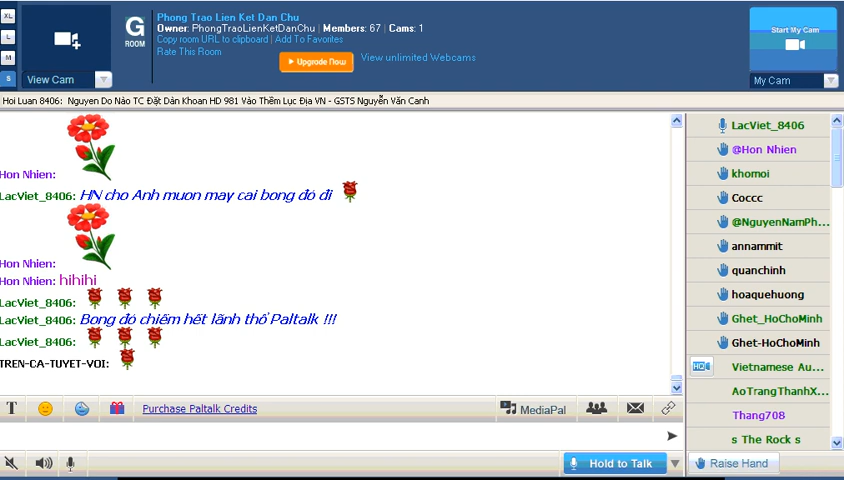 XL
L
M
S
View Cam
G
ROOM
Phong Trao Lien Ket Dan Chu
Owner: PhongTraoLienKetDanChu | Members: 67 | Cams: 1
Copy room URL to clipboard | Add To Favorites
Rate This Room
Upgrade Now
View unlimited Webcams
Start My Cam
My Cam
Hoi Luan 8406: Nguyen Do Nào TC Đặt Dàn Khoan HD 981 Vào Thềm Lục Địa VN - GSTS Nguyễn Văn Canh
Hon Nhien:
LacViet_8406: HN cho Anh muon may cai bong đó đi
Hon Nhien:
Hon Nhien: hihihi
LacViet_8406:
LacViet_8406: Bong đó chiếm hết lãnh thổ Paltalk !!!
LacViet_8406:
TREN-CA-TUYET-VOI:
T
Purchase Paltalk Credits
MediaPal
Hold to Talk
LacViet_8406
@Hon Nhien
khomoi
Coccc
@NguyenNamPh...
annammit
quanchinh
hoaquehuong
Ghet_HoChoMinh
Ghet-HoChoMinh
HD
Vietnamese Au...
AoTrangThanhX...
Thang708
s The Rock s
Raise Hand